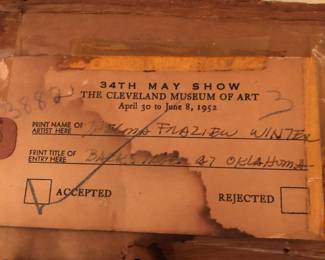 34TH MAY SHOW
THE CLEVELAND MUSEUM OF ART
April 30 to June 8, 1952
3882
3
PRINT NAME OF
ARTIST HERE
THELMA FRAZIER WINTER
PRINT TITLE OF
ENTRY HERE
AT OKLAHOMA
ACCEPTED
REJECTED